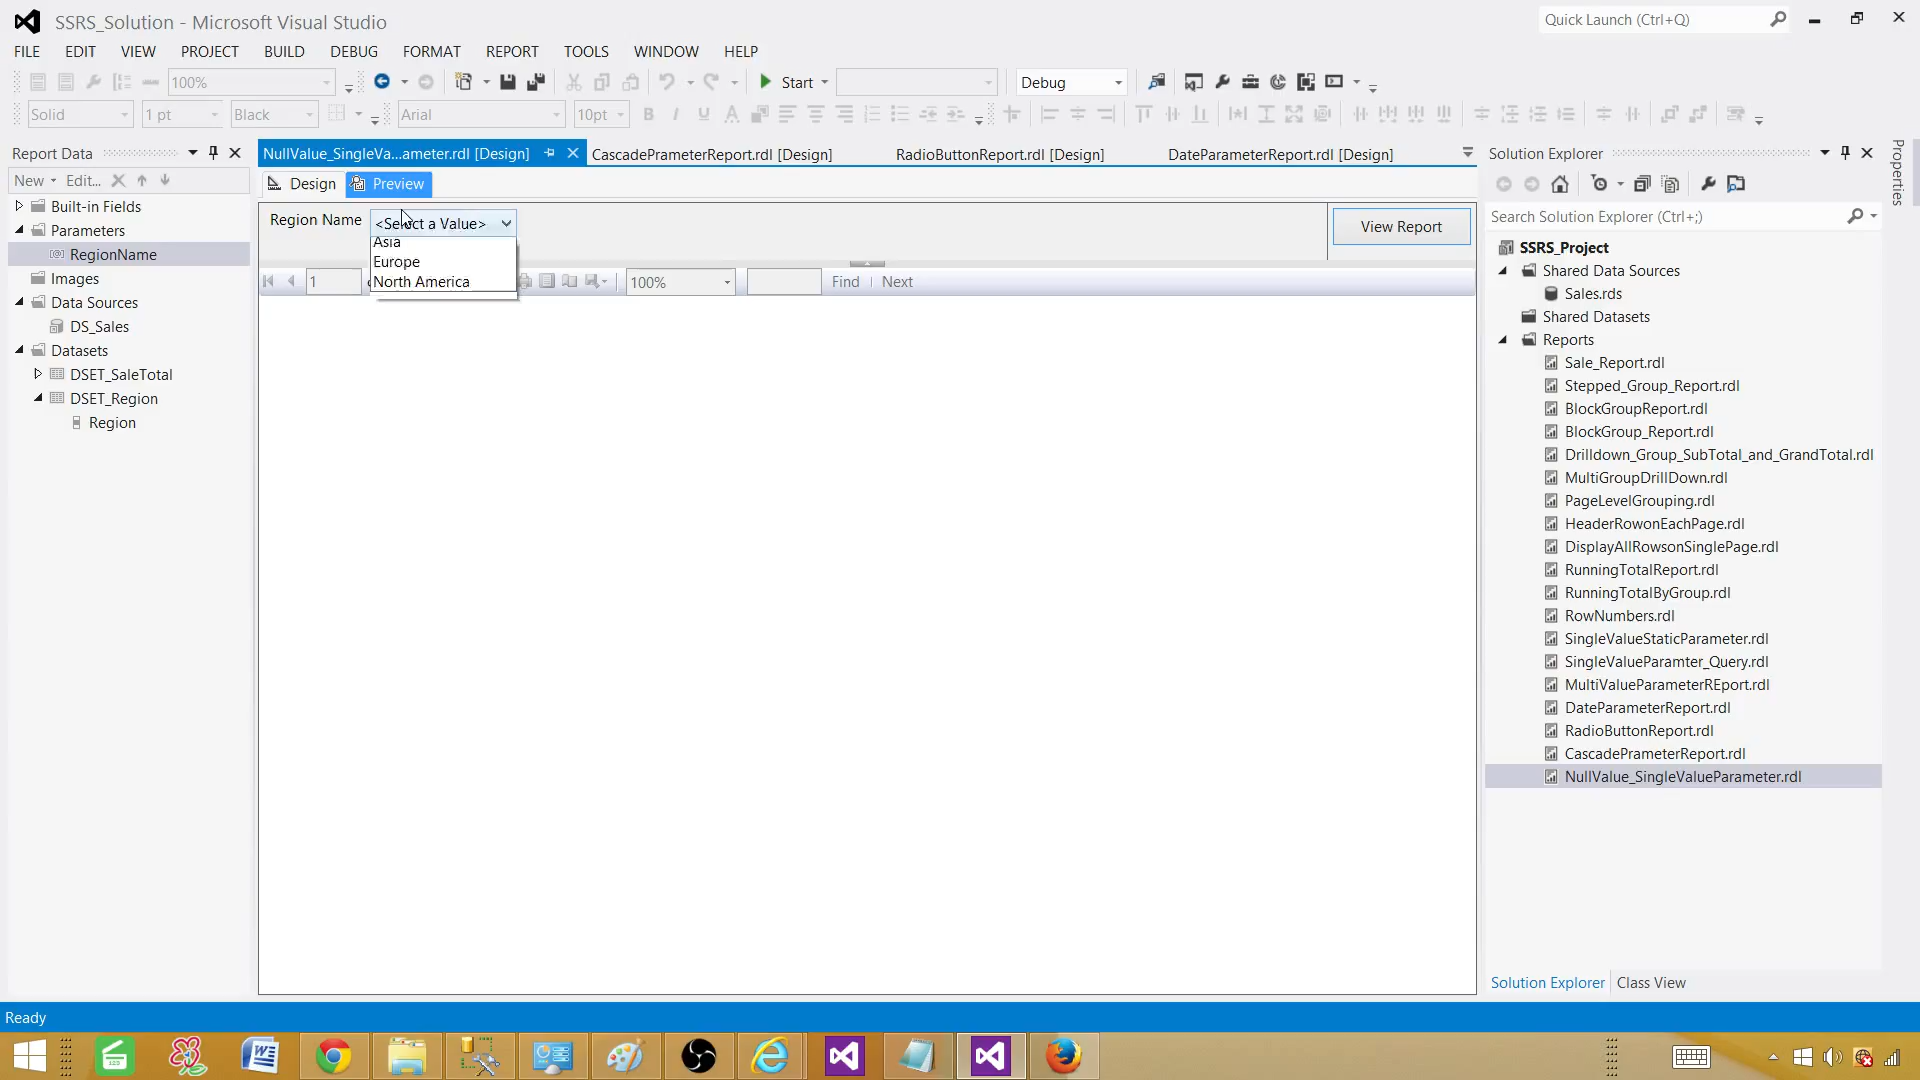 SSRS_Solution - Microsoft Visual Studio
Quick Launch (Ctrl+Q)
FILE EDIT VIEW PROJECT BUILD DEBUG FORMAT REPORT TOOLS WINDOW HELP
100% Start Debug
Solid 1 pt Black Arial 10pt B I U A
Report Data
New Edit...
Built-in Fields
Parameters
RegionName
Images
Data Sources
DS_Sales
Datasets
DSET_SaleTotal
DSET_Region
Region
NullValue_SingleVa...ameter.rdl [Design] CascadePrameterReport.rdl [Design] RadioButtonReport.rdl [Design] DateParameterReport.rdl [Design]
Design Preview
Region Name <Select a Value> View Report
Asia
Europe
North America
1 100% Find Next
Solution Explorer
Search Solution Explorer (Ctrl+;)
SSRS_Project
Shared Data Sources
Sales.rds
Shared Datasets
Reports
Sale_Report.rdl
Stepped_Group_Report.rdl
BlockGroupReport.rdl
BlockGroup_Report.rdl
Drilldown_Group_SubTotal_and_GrandTotal.rdl
MultiGroupDrillDown.rdl
PageLevelGrouping.rdl
HeaderRowonEachPage.rdl
DisplayAllRowsonSinglePage.rdl
RunningTotalReport.rdl
RunningTotalByGroup.rdl
RowNumbers.rdl
SingleValueStaticParameter.rdl
SingleValueParamter_Query.rdl
MultiValueParameterREport.rdl
DateParameterReport.rdl
RadioButtonReport.rdl
CascadePrameterReport.rdl
NullValue_SingleValueParameter.rdl
Solution Explorer Class View
Properties
Ready